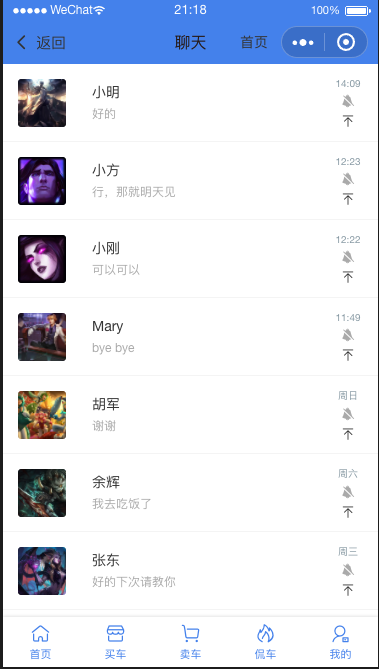 WeChat 21:18 100%
返回 聊天 首页
小明 14:09
好的
小方 12:23
行，那就明天见
小刚 12:22
可以可以
Mary 11:49
bye bye
胡军 周日
谢谢
余辉 周六
我去吃饭了
张东 周三
好的下次请教你
首页 买车 卖车 侃车 我的